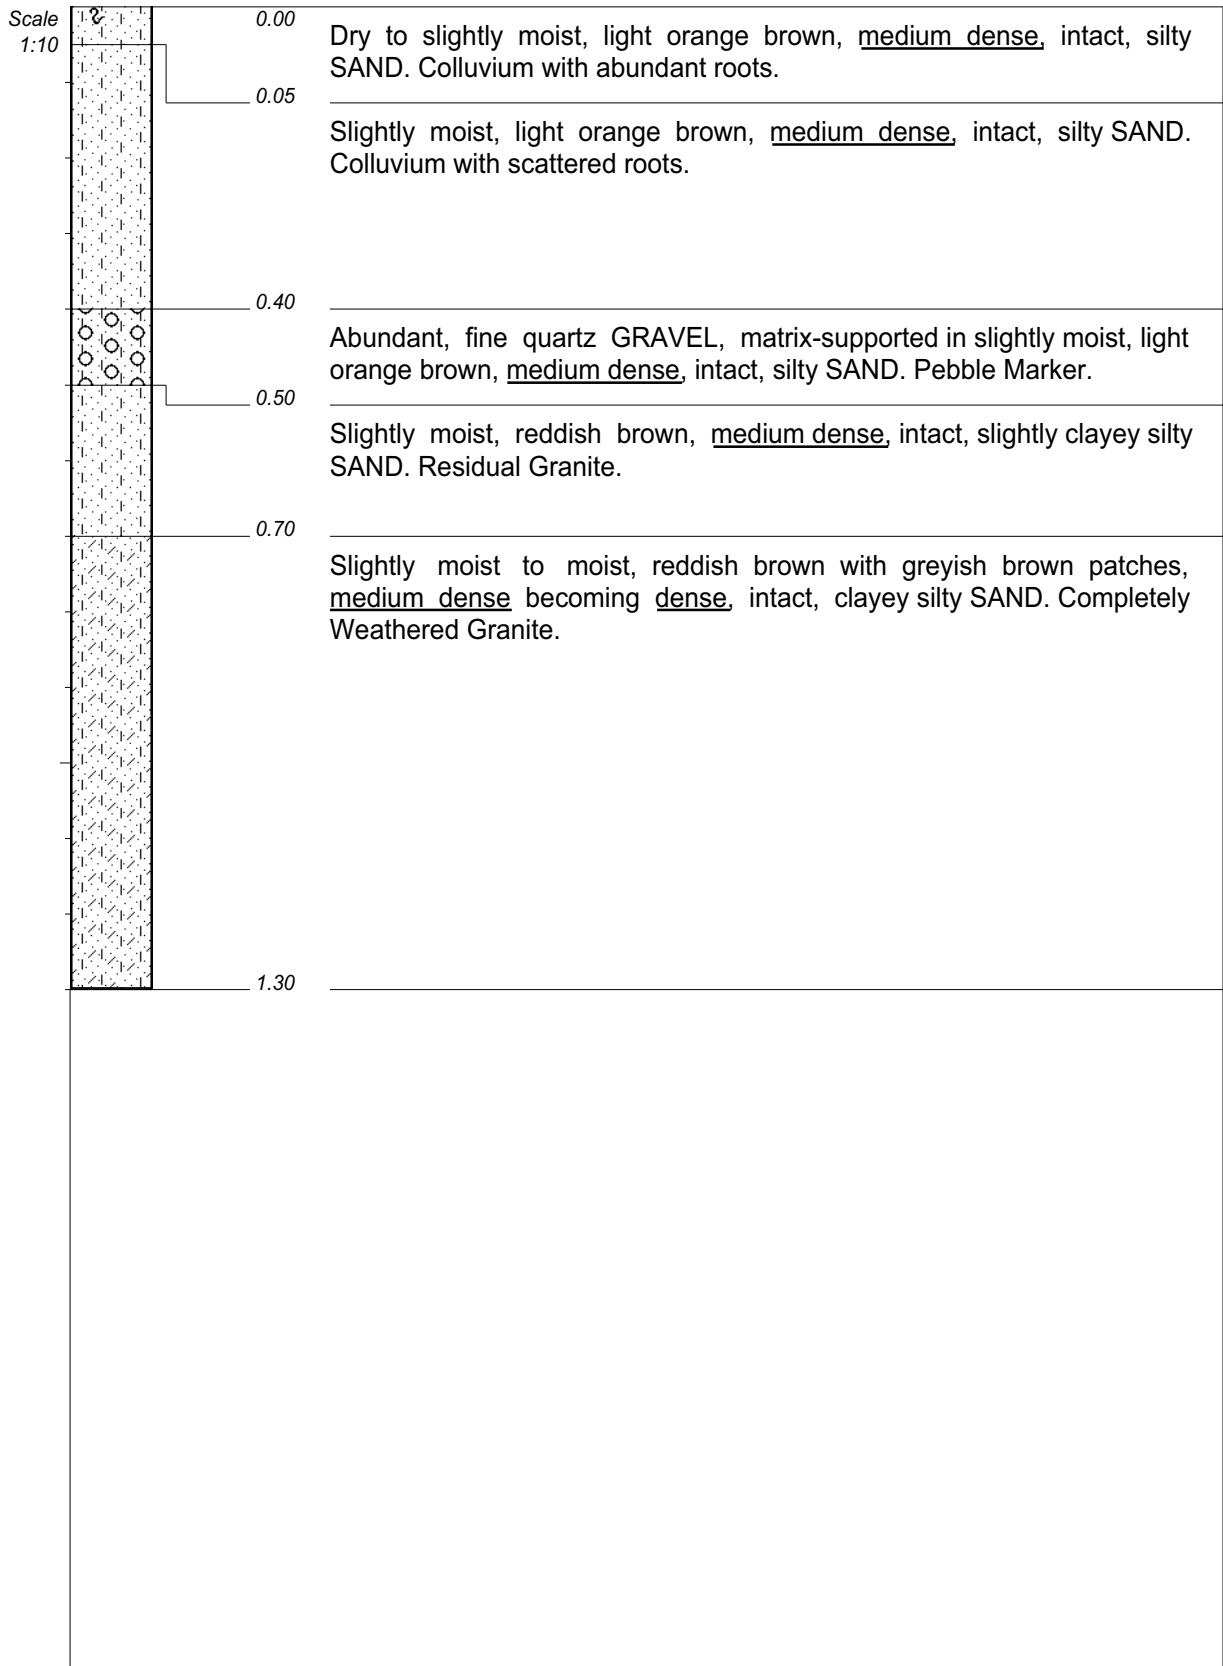 Scale
1:10
0.00
Dry to slightly moist, light orange brown, medium dense, intact, silty
SAND. Colluvium with abundant roots.
0.05
Slightly moist, light orange brown, medium dense, intact, silty SAND.
Colluvium with scattered roots.
0.40
Abundant, fine quartz GRAVEL, matrix-supported in slightly moist, light
orange brown, medium dense, intact, silty SAND. Pebble Marker.
0.50
Slightly moist, reddish brown, medium dense, intact, slightly clayey silty
SAND. Residual Granite.
0.70
Slightly moist to moist, reddish brown with greyish brown patches,
medium dense becoming dense, intact, clayey silty SAND. Completely
Weathered Granite.
1.30